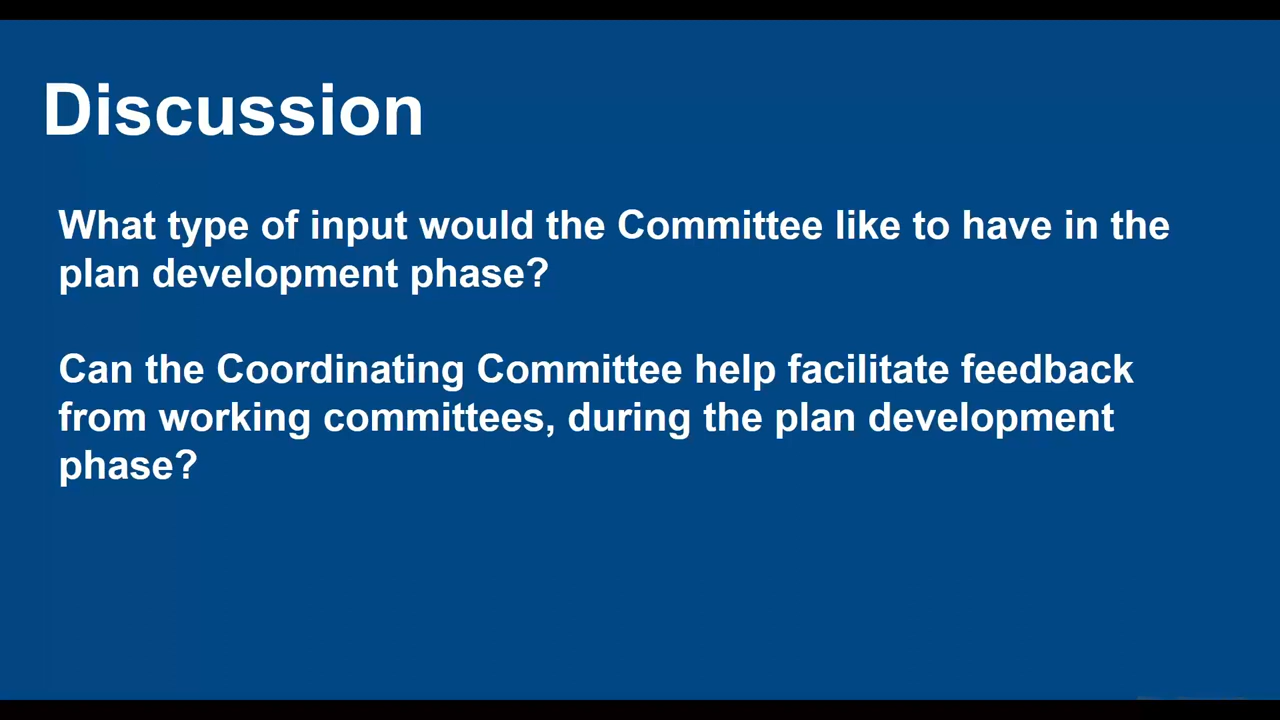 Discussion
What type of input would the Committee like to have in the
plan development phase?
Can the Coordinating Committee help facilitate feedback
from working committees, during the plan development
phase?